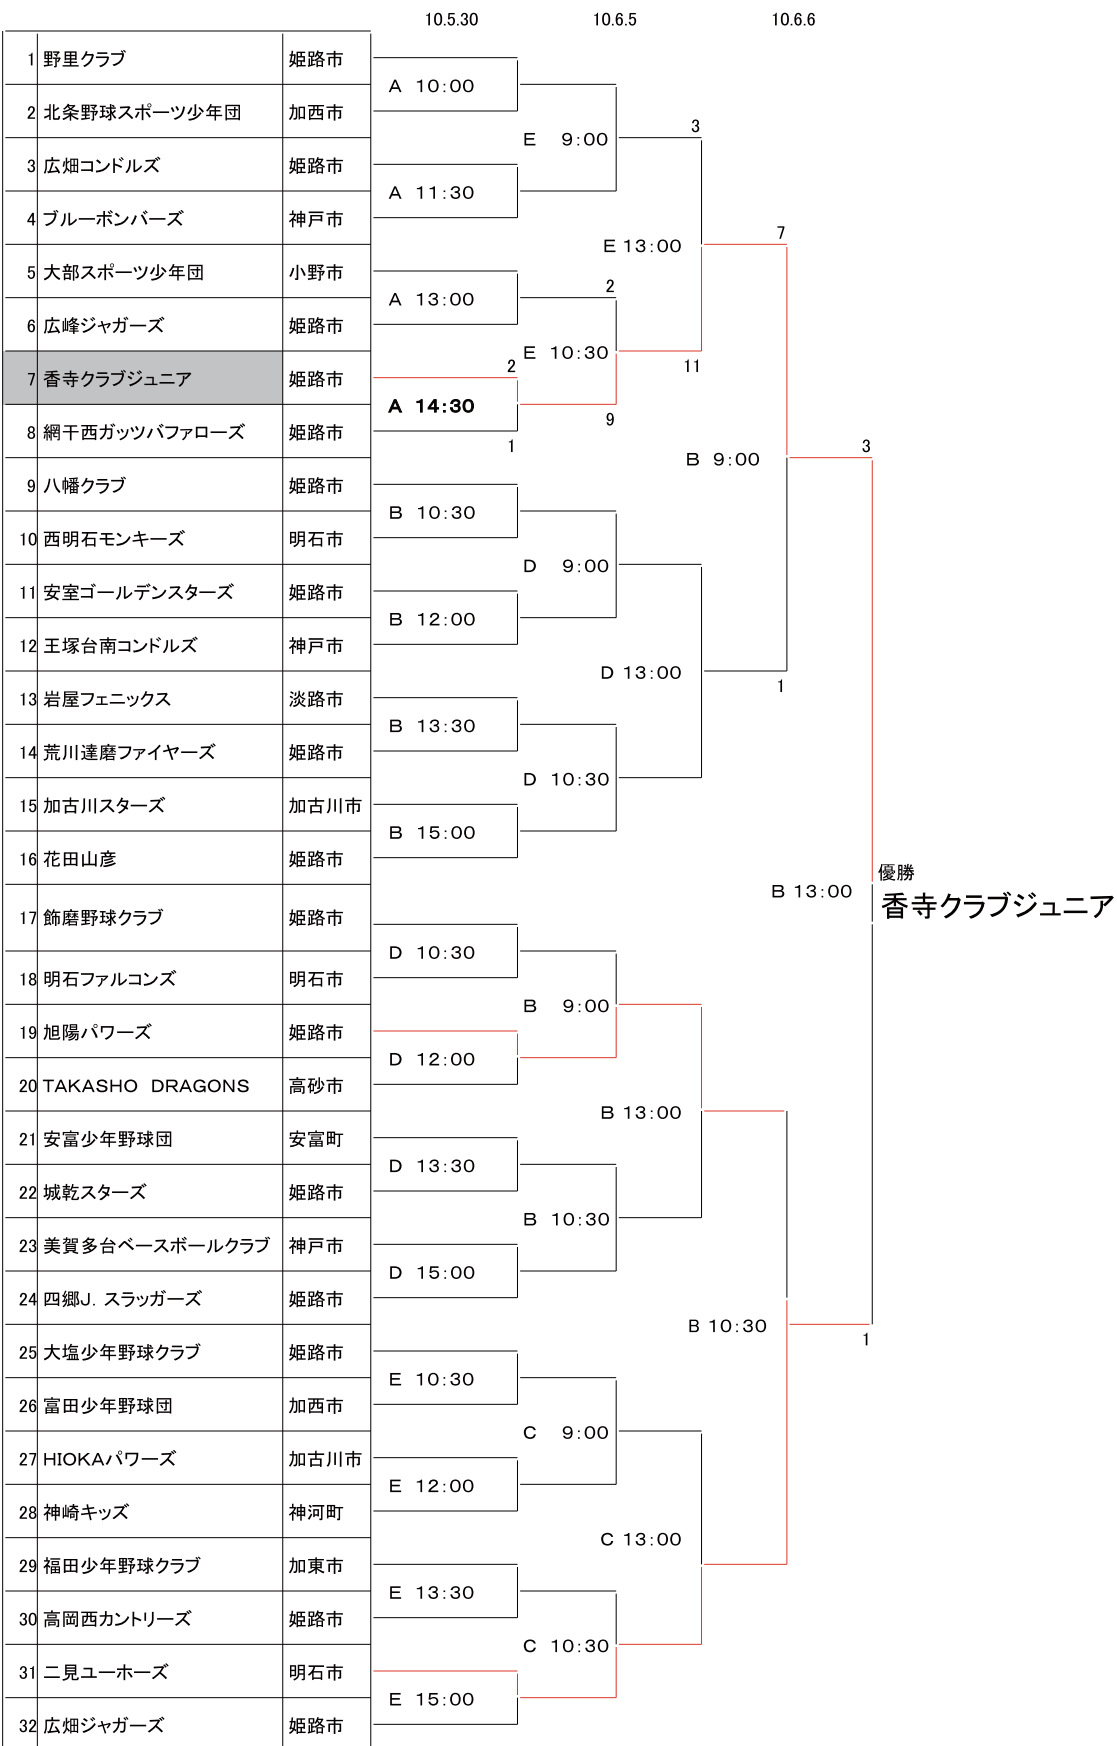 10.5.30 10.6.5 10.6.6
1 野里クラブ 姫路市
A 10:00
2 北条野球スポーツ少年団 加西市
3
E 9:00
3 広畑コンドルズ 姫路市
A 11:30
4 ブルーボンバーズ 神戸市
7
E 13:00
5 大部スポーツ少年団 小野市
2
A 13:00
6 広峰ジャガーズ 姫路市
E 10:30
2 11
7 香寺クラブジュニア 姫路市
A 14:30
9
8 網干西ガッツバファローズ 姫路市
1 3
B 9:00
9 八幡クラブ 姫路市
B 10:30
10 西明石モンキーズ 明石市
D 9:00
11 安室ゴールデンスターズ 姫路市
B 12:00
12 王塚台南コンドルズ 神戸市
D 13:00
1
13 岩屋フェニックス 淡路市
B 13:30
14 荒川達磨ファイヤーズ 姫路市
D 10:30
15 加古川スターズ 加古川市
B 15:00
16 花田山彦 姫路市
優勝
B 13:00
香寺クラブジュニア
17 飾磨野球クラブ 姫路市
D 10:30
18 明石ファルコンズ 明石市
B 9:00
19 旭陽パワーズ 姫路市
D 12:00
20 TAKASHO DRAGONS 高砂市
B 13:00
21 安富少年野球団 安富町
D 13:30
22 城乾スターズ 姫路市
B 10:30
23 美賀多台ベースボールクラブ 神戸市
D 15:00
24 四郷J. スラッガーズ 姫路市
B 10:30
1
25 大塩少年野球クラブ 姫路市
E 10:30
26 富田少年野球団 加西市
C 9:00
27 HIOKAパワーズ 加古川市
E 12:00
28 神崎キッズ 神河町
C 13:00
29 福田少年野球クラブ 加東市
E 13:30
30 高岡西カントリーズ 姫路市
C 10:30
31 二見ユーホーズ 明石市
E 15:00
32 広畑ジャガーズ 姫路市